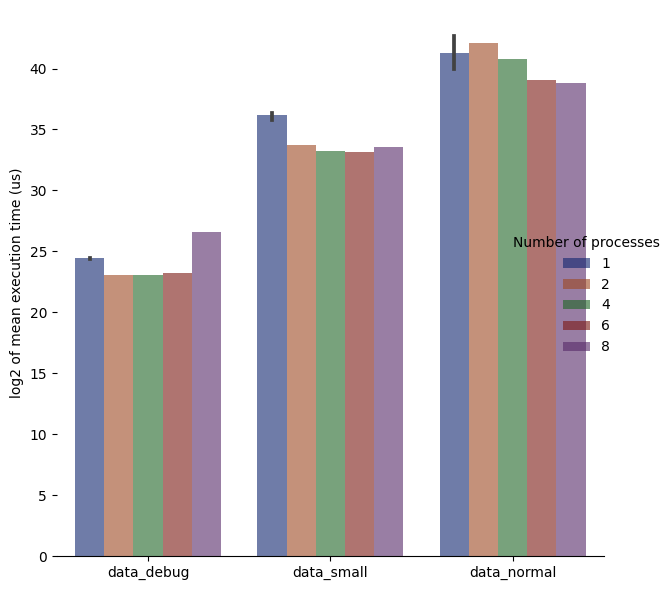 log2 of mean execution time (us)
40
35
30
25
20
15
10
5
0
data_debug
data_small
data_normal
Number of processes
1
2
4
6
8